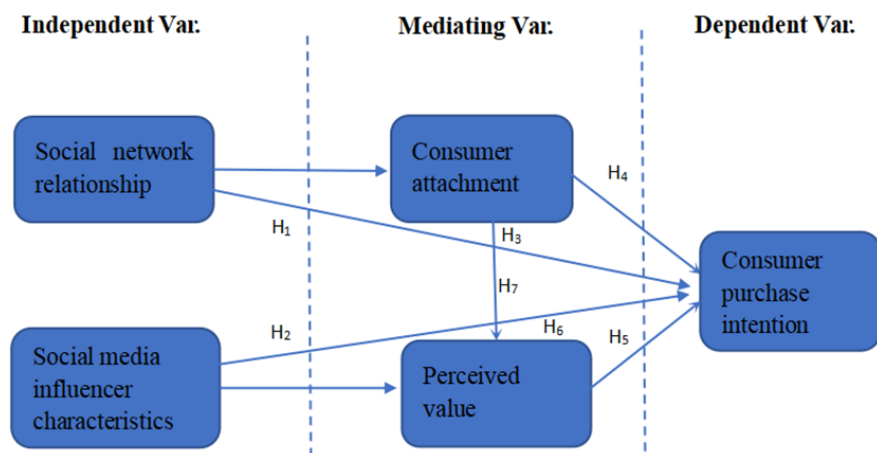 Independent Var.
Mediating Var.
Dependent Var.
Social network
relationship
Consumer
attachment
H4
H1
H3
Consumer
purchase
intention
H7
H2
H6
H5
Social media
influencer
characteristics
Perceived
value